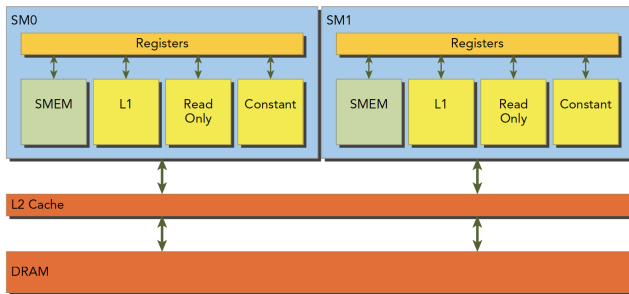 SM0
Registers
SMEM
L1
Read
Only
Constant
SM1
Registers
SMEM
L1
Read
Only
Constant
L2 Cache
DRAM